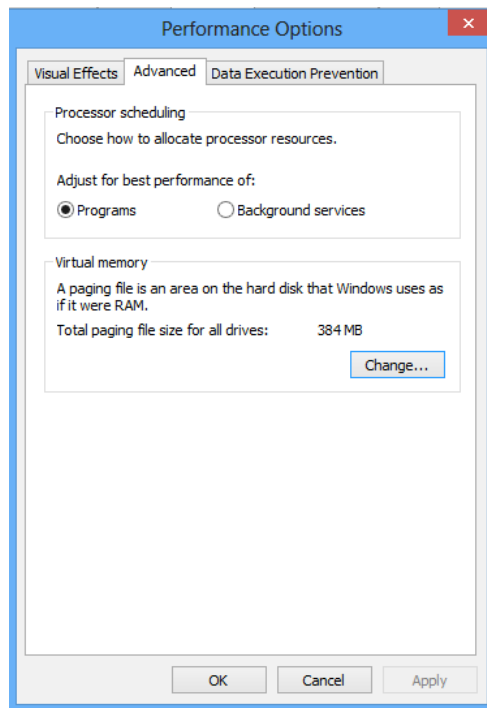 Performance Options
Visual Effects Advanced Data Execution Prevention
Processor scheduling
Choose how to allocate processor resources.
Adjust for best performance of:
Programs Background services
Virtual memory
A paging file is an area on the hard disk that Windows uses as
if it were RAM.
Total paging file size for all drives: 384 MB
Change...
OK Cancel Apply